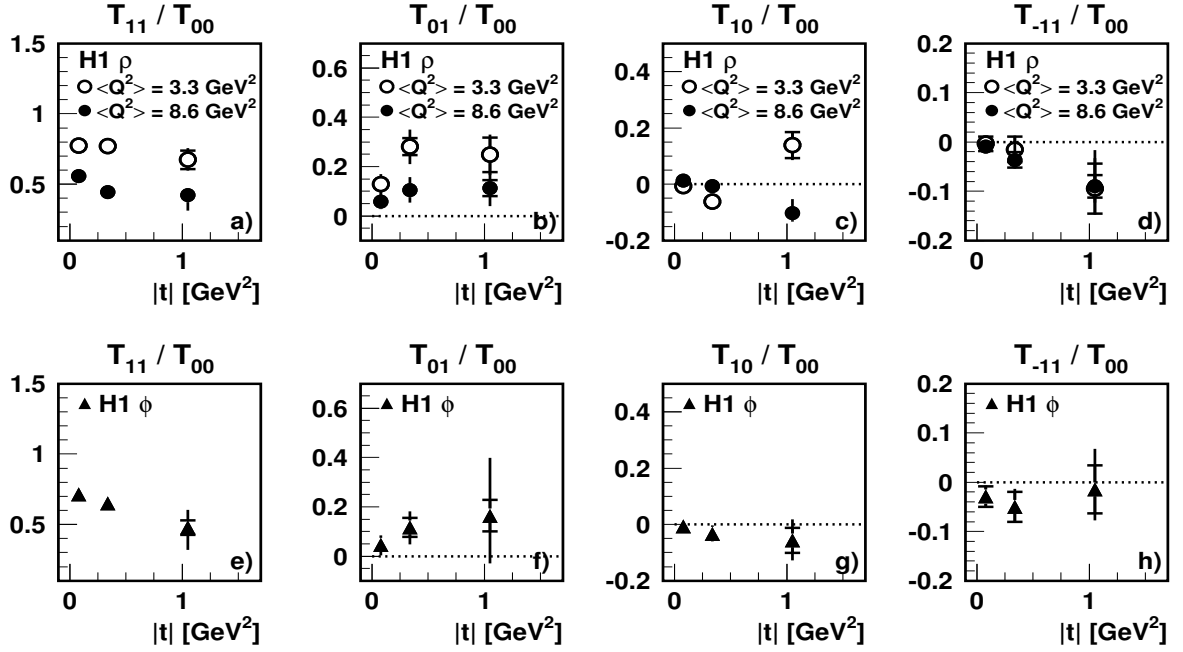 T11 / T00
T01 / T00
T10 / T00
T-11 / T00
1.5
1
0.5
0
1
H1 ρ
<Q2> = 3.3 GeV2
<Q2> = 8.6 GeV2
a)
|t| [GeV2]
0.6
0.4
0.2
0
0
1
H1 ρ
<Q2> = 3.3 GeV2
<Q2> = 8.6 GeV2
b)
|t| [GeV2]
0.4
0.2
0
-0.2
0
1
H1 ρ
<Q2> = 3.3 GeV2
<Q2> = 8.6 GeV2
c)
|t| [GeV2]
0.2
0.1
0
-0.1
-0.2
0
1
H1 ρ
<Q2> = 3.3 GeV2
<Q2> = 8.6 GeV2
d)
|t| [GeV2]
T11 / T00
T01 / T00
T10 / T00
T-11 / T00
1.5
1
0.5
0
1
H1 ϕ
e)
|t| [GeV2]
0.6
0.4
0.2
0
0
1
H1 ϕ
f)
|t| [GeV2]
0.4
0.2
0
-0.2
0
1
H1 ϕ
g)
|t| [GeV2]
0.2
0.1
0
-0.1
-0.2
0
1
H1 ϕ
h)
|t| [GeV2]